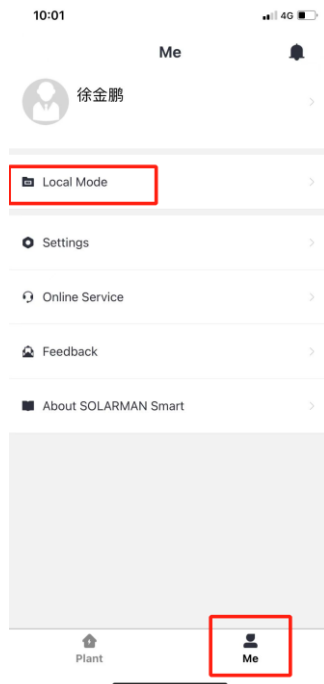 10:01
4G
Me
徐金鹏
Local Mode
Settings
Online Service
Feedback
About SOLARMAN Smart
Plant
Me